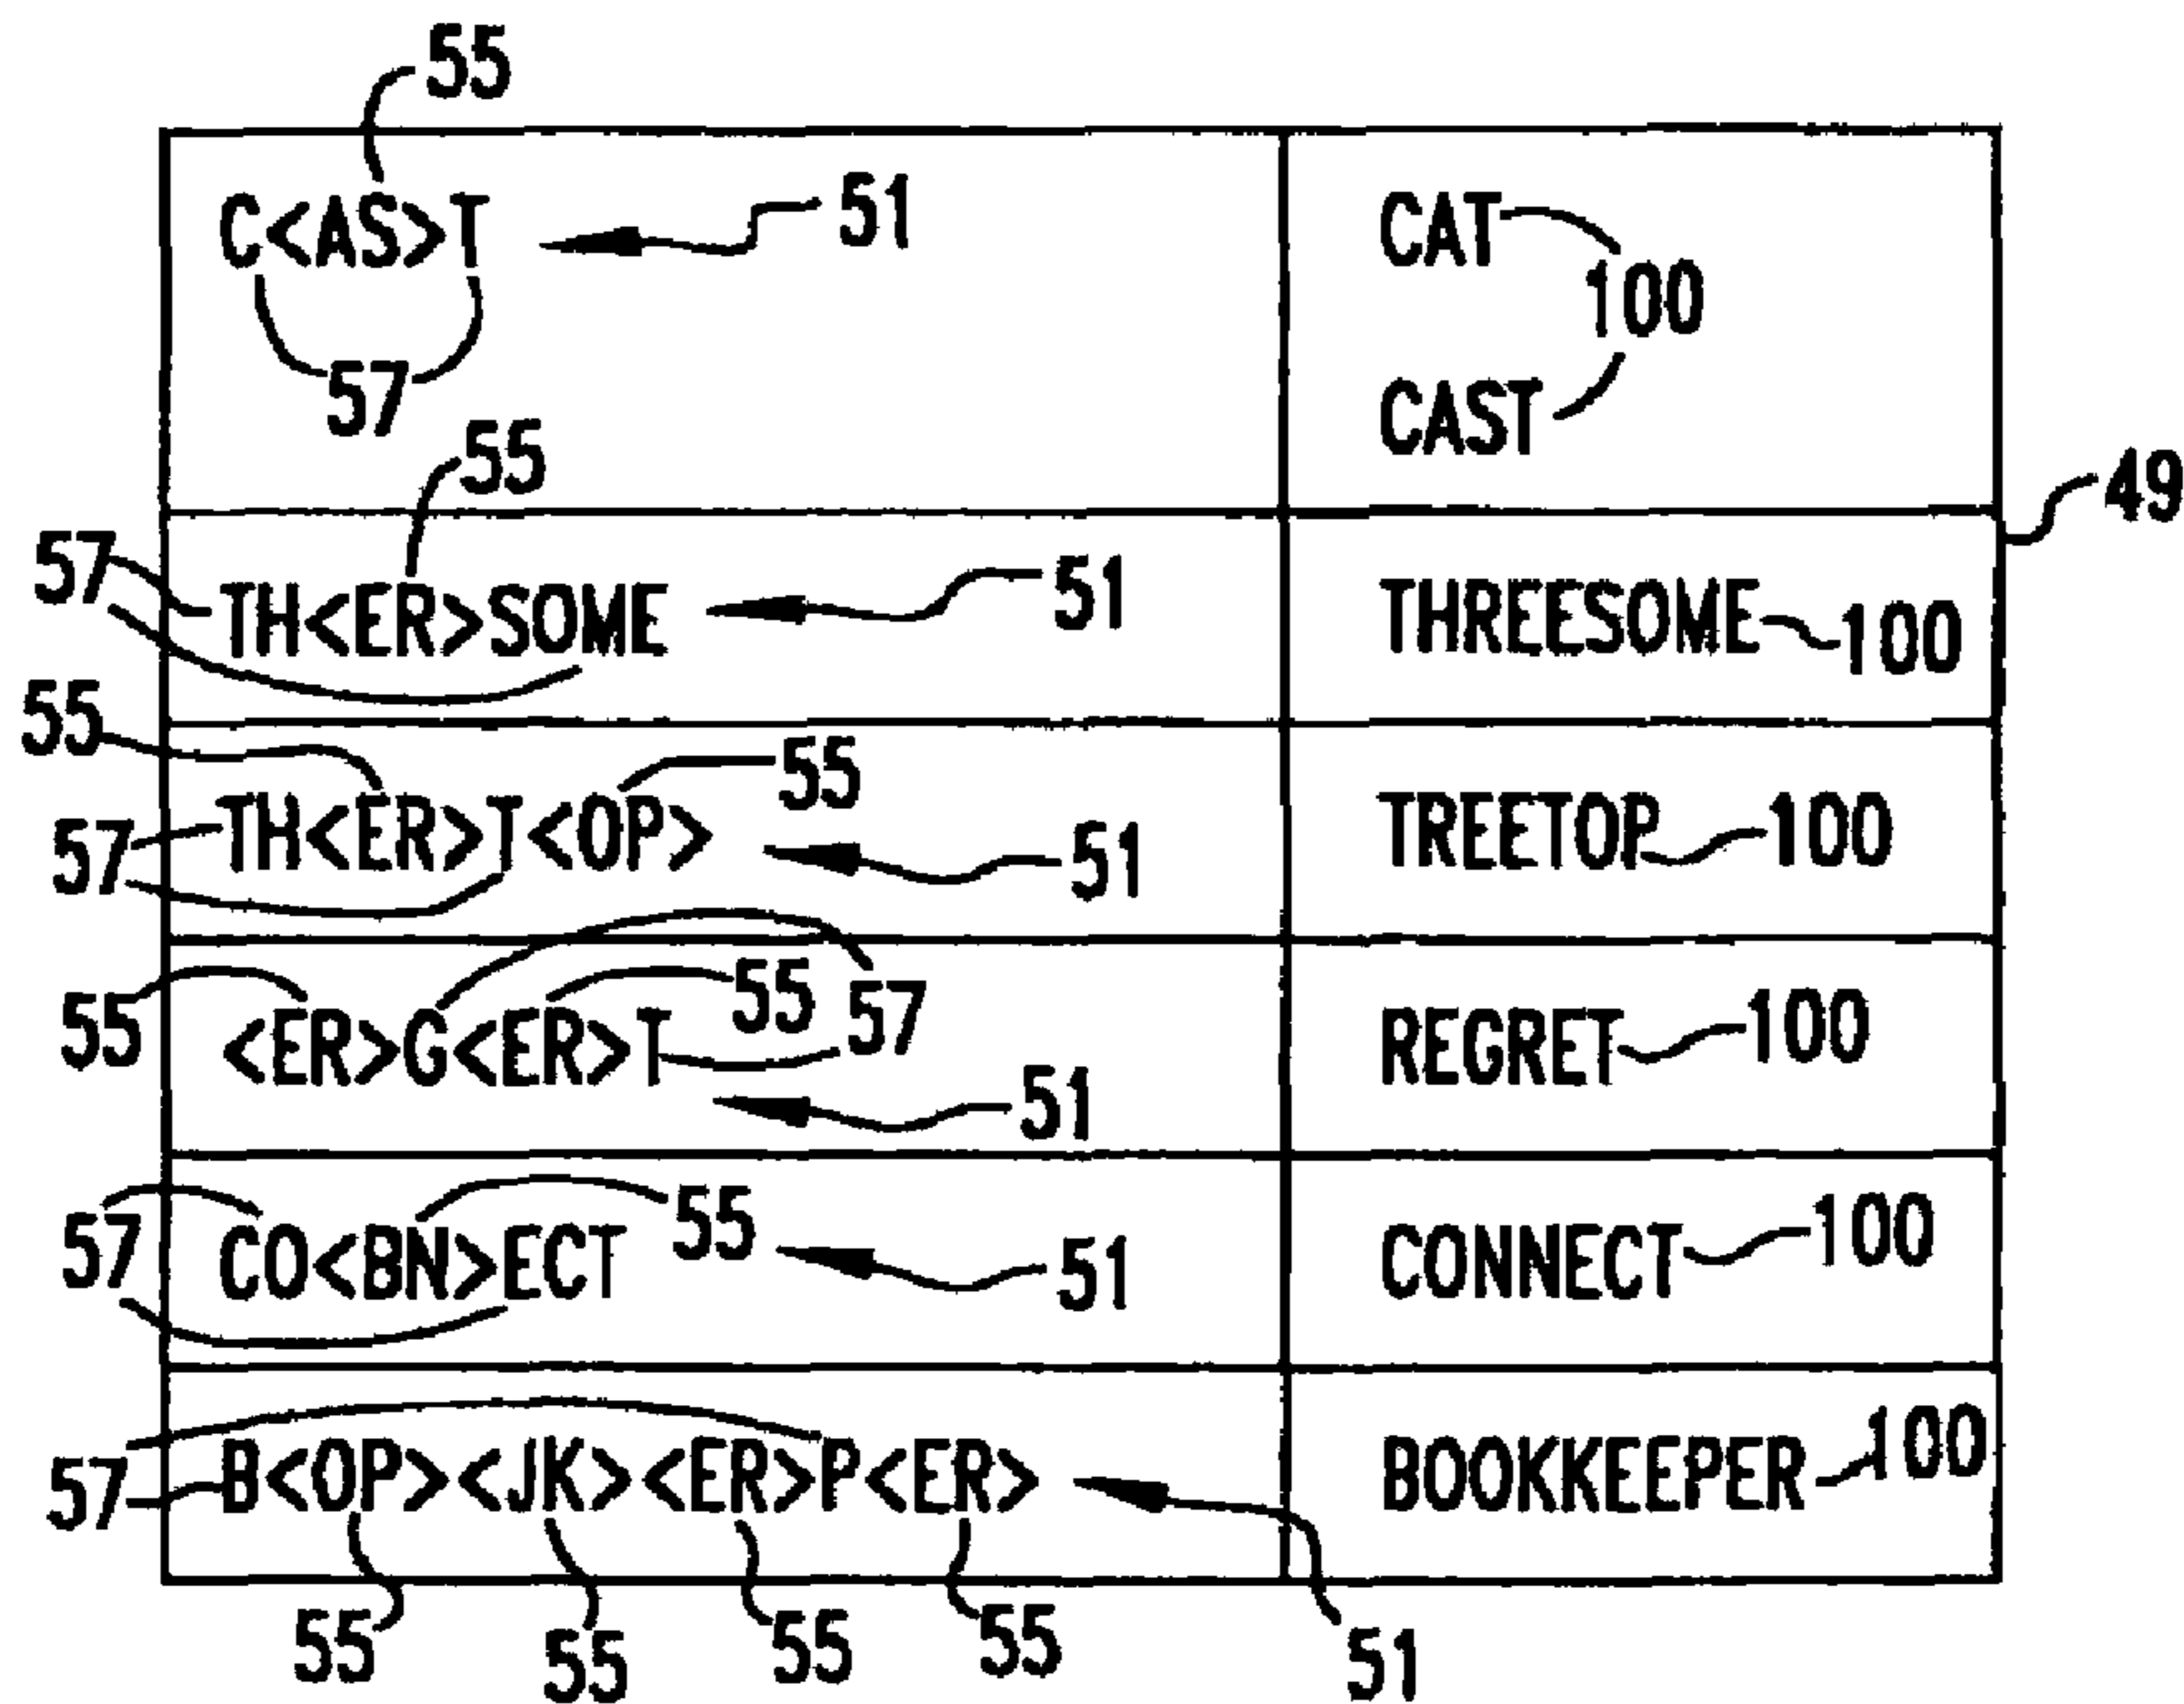 55
C<AS>T 51 CAT
100
57 CAST
55 49
57 TH<ER>SOME 51 THREESOME 100
55 55
57 TH<ER>T<OP> 51 TREETOP 100
55 <ER>G<ER>T 55 57 REGRET 100
51
57 CO<BN>ECT 55 51 CONNECT 100
57 B<OP><JK><ER>P<ER> BOOKKEEPER 100
55 55 55 55 51